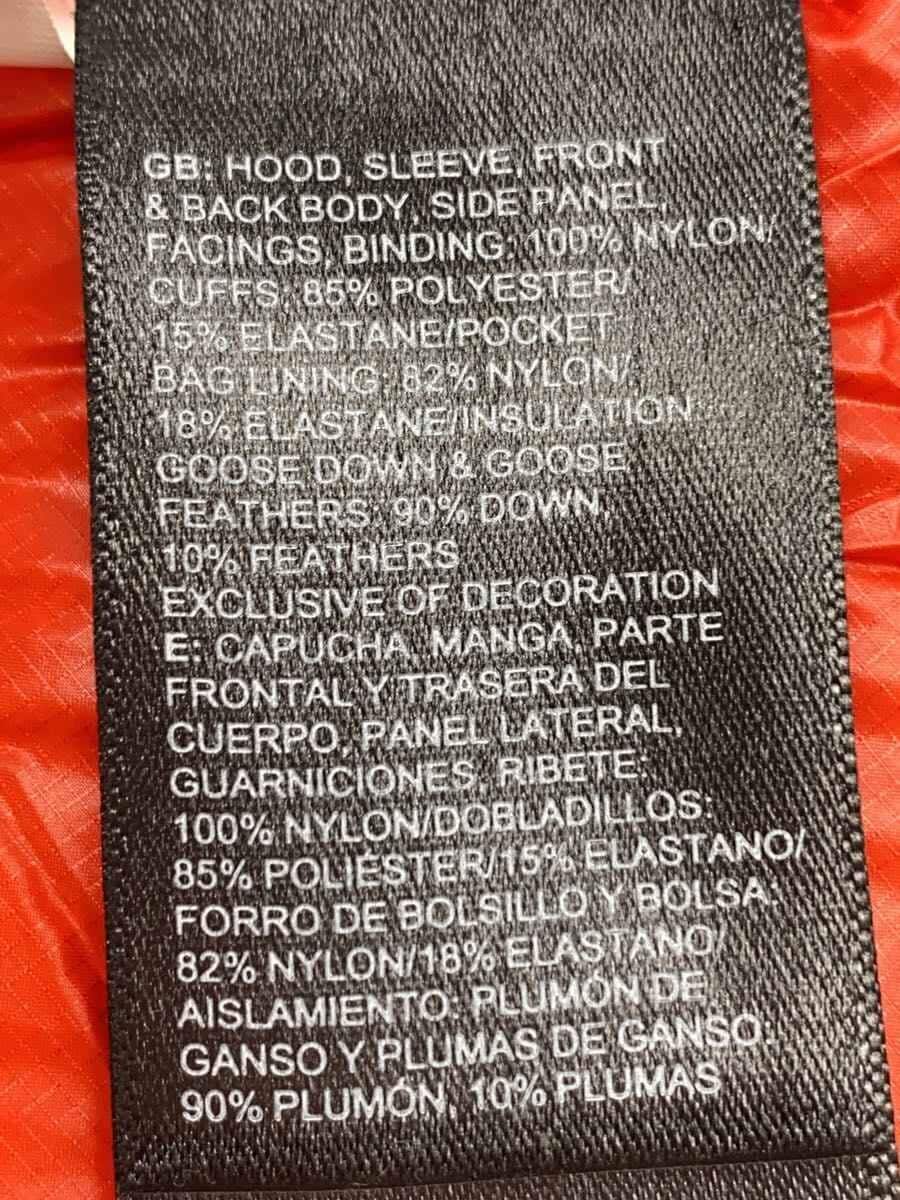 GB: HOOD, SLEEVE, FRONT
& BACK BODY, SIDE PANEL,
FACINGS, BINDING: 100% NYLON/
CUFFS: 85% POLYESTER/
15% ELASTANE/POCKET
BAG LINING: 82% NYLON/
18% ELASTANE/INSULATION:
GOOSE DOWN & GOOSE
FEATHERS: 90% DOWN,
10% FEATHERS
EXCLUSIVE OF DECORATION
E: CAPUCHA, MANGA, PARTE
FRONTAL Y TRASERA DEL
CUERPO, PANEL LATERAL,
GUARNICIONES, RIBETE:
100% NYLON/DOBLADILLOS:
85% POLIÉSTER/15% ELASTANO/
FORRO DE BOLSILLO Y BOLSA:
82% NYLON/18% ELASTANO/
AISLAMIENTO: PLUMÓN DE
GANSO Y PLUMAS DE GANSO:
90% PLUMÓN, 10% PLUMAS